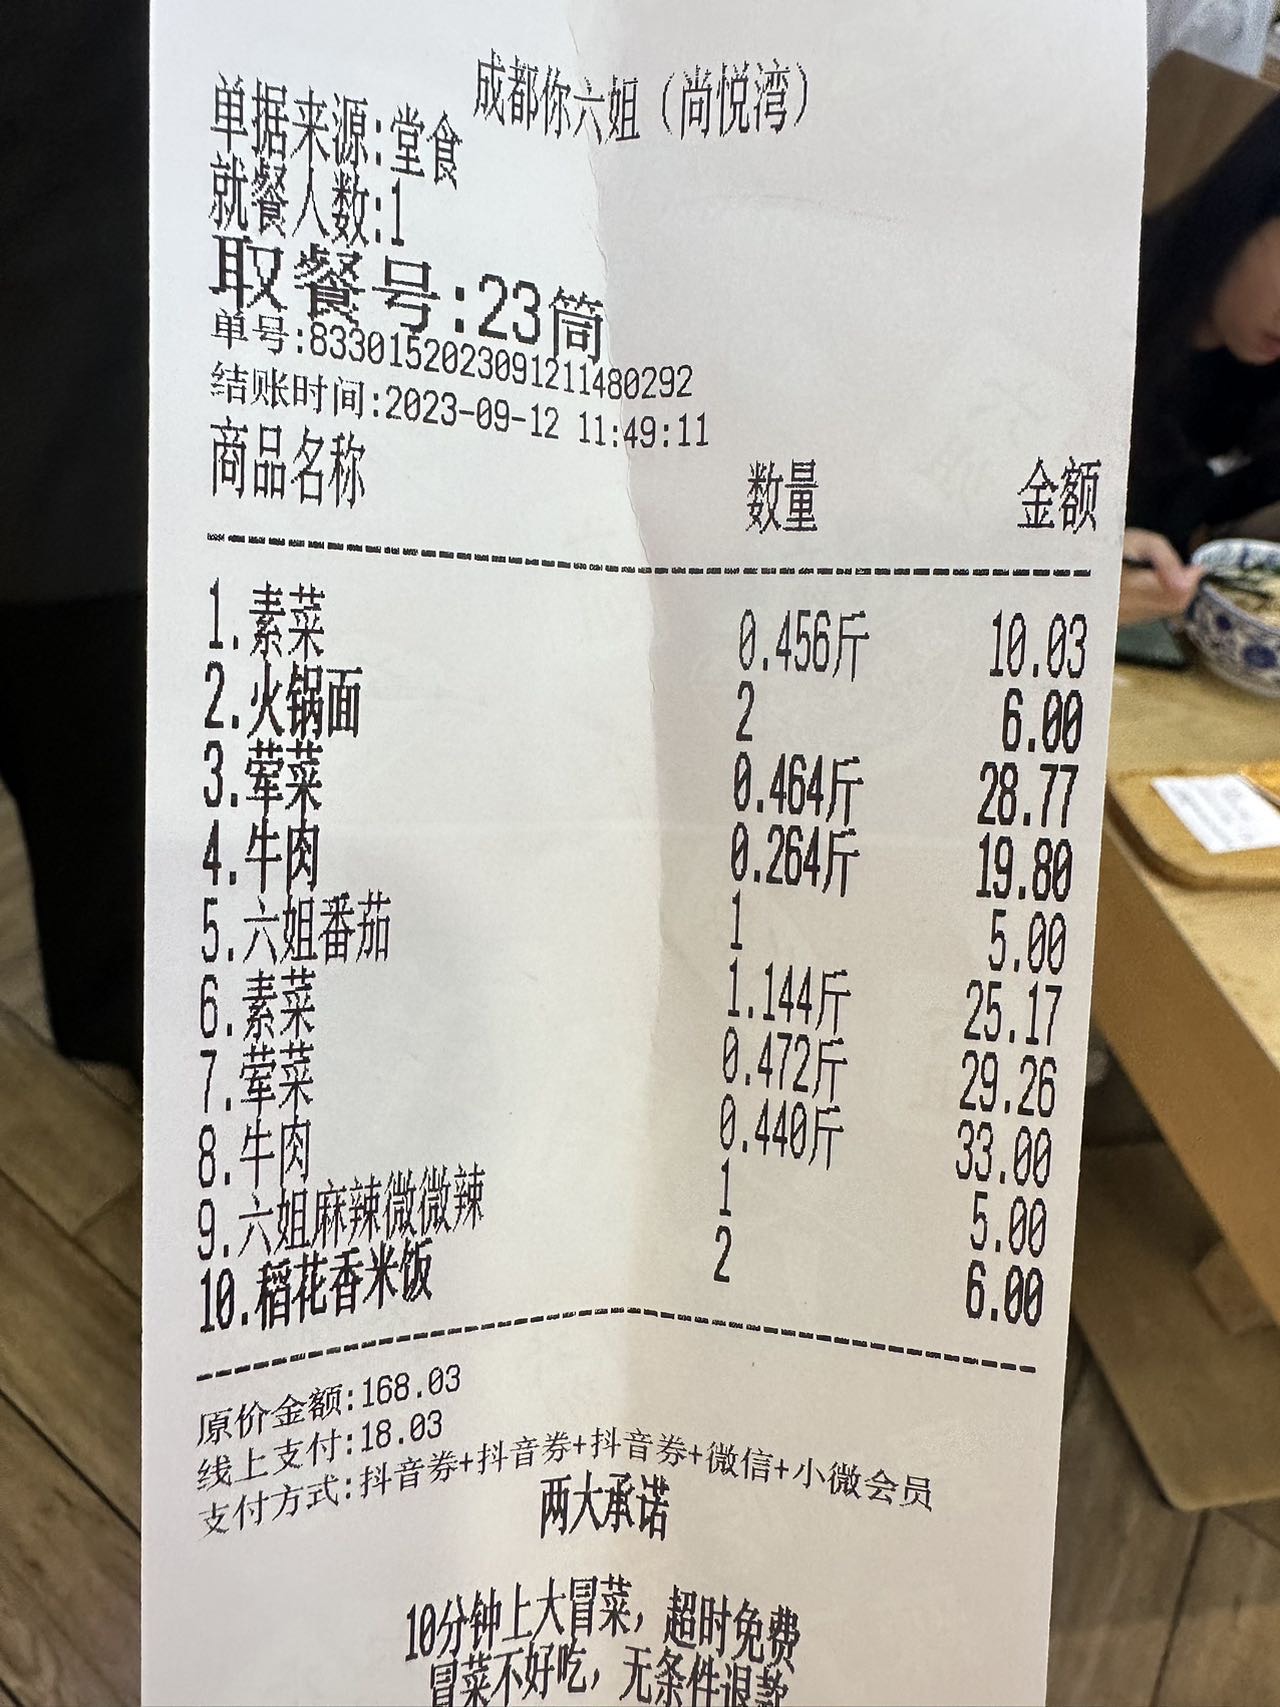 成都你六姐（尚悦湾）
单据来源:堂食
就餐人数:1
取餐号:23筒
单号:8330152023091211480292
结账时间:2023-09-12 11:49:11
商品名称 数量 金额
1.素菜 0.456斤 10.03
2.火锅面 2 6.00
3.荤菜 0.464斤 28.77
4.牛肉 0.264斤 19.80
5.六姐番茄 1 5.00
6.素菜 1.144斤 25.17
7.荤菜 0.472斤 29.26
8.牛肉 0.440斤 33.00
9.六姐麻辣微微辣 1 5.00
10.稻花香米饭 2 6.00
原价金额:168.03
线上支付:18.03
支付方式:抖音券+抖音券+抖音券+微信+小微会员
两大承诺
10分钟上大冒菜，超时免费
冒菜不好吃，无条件退款